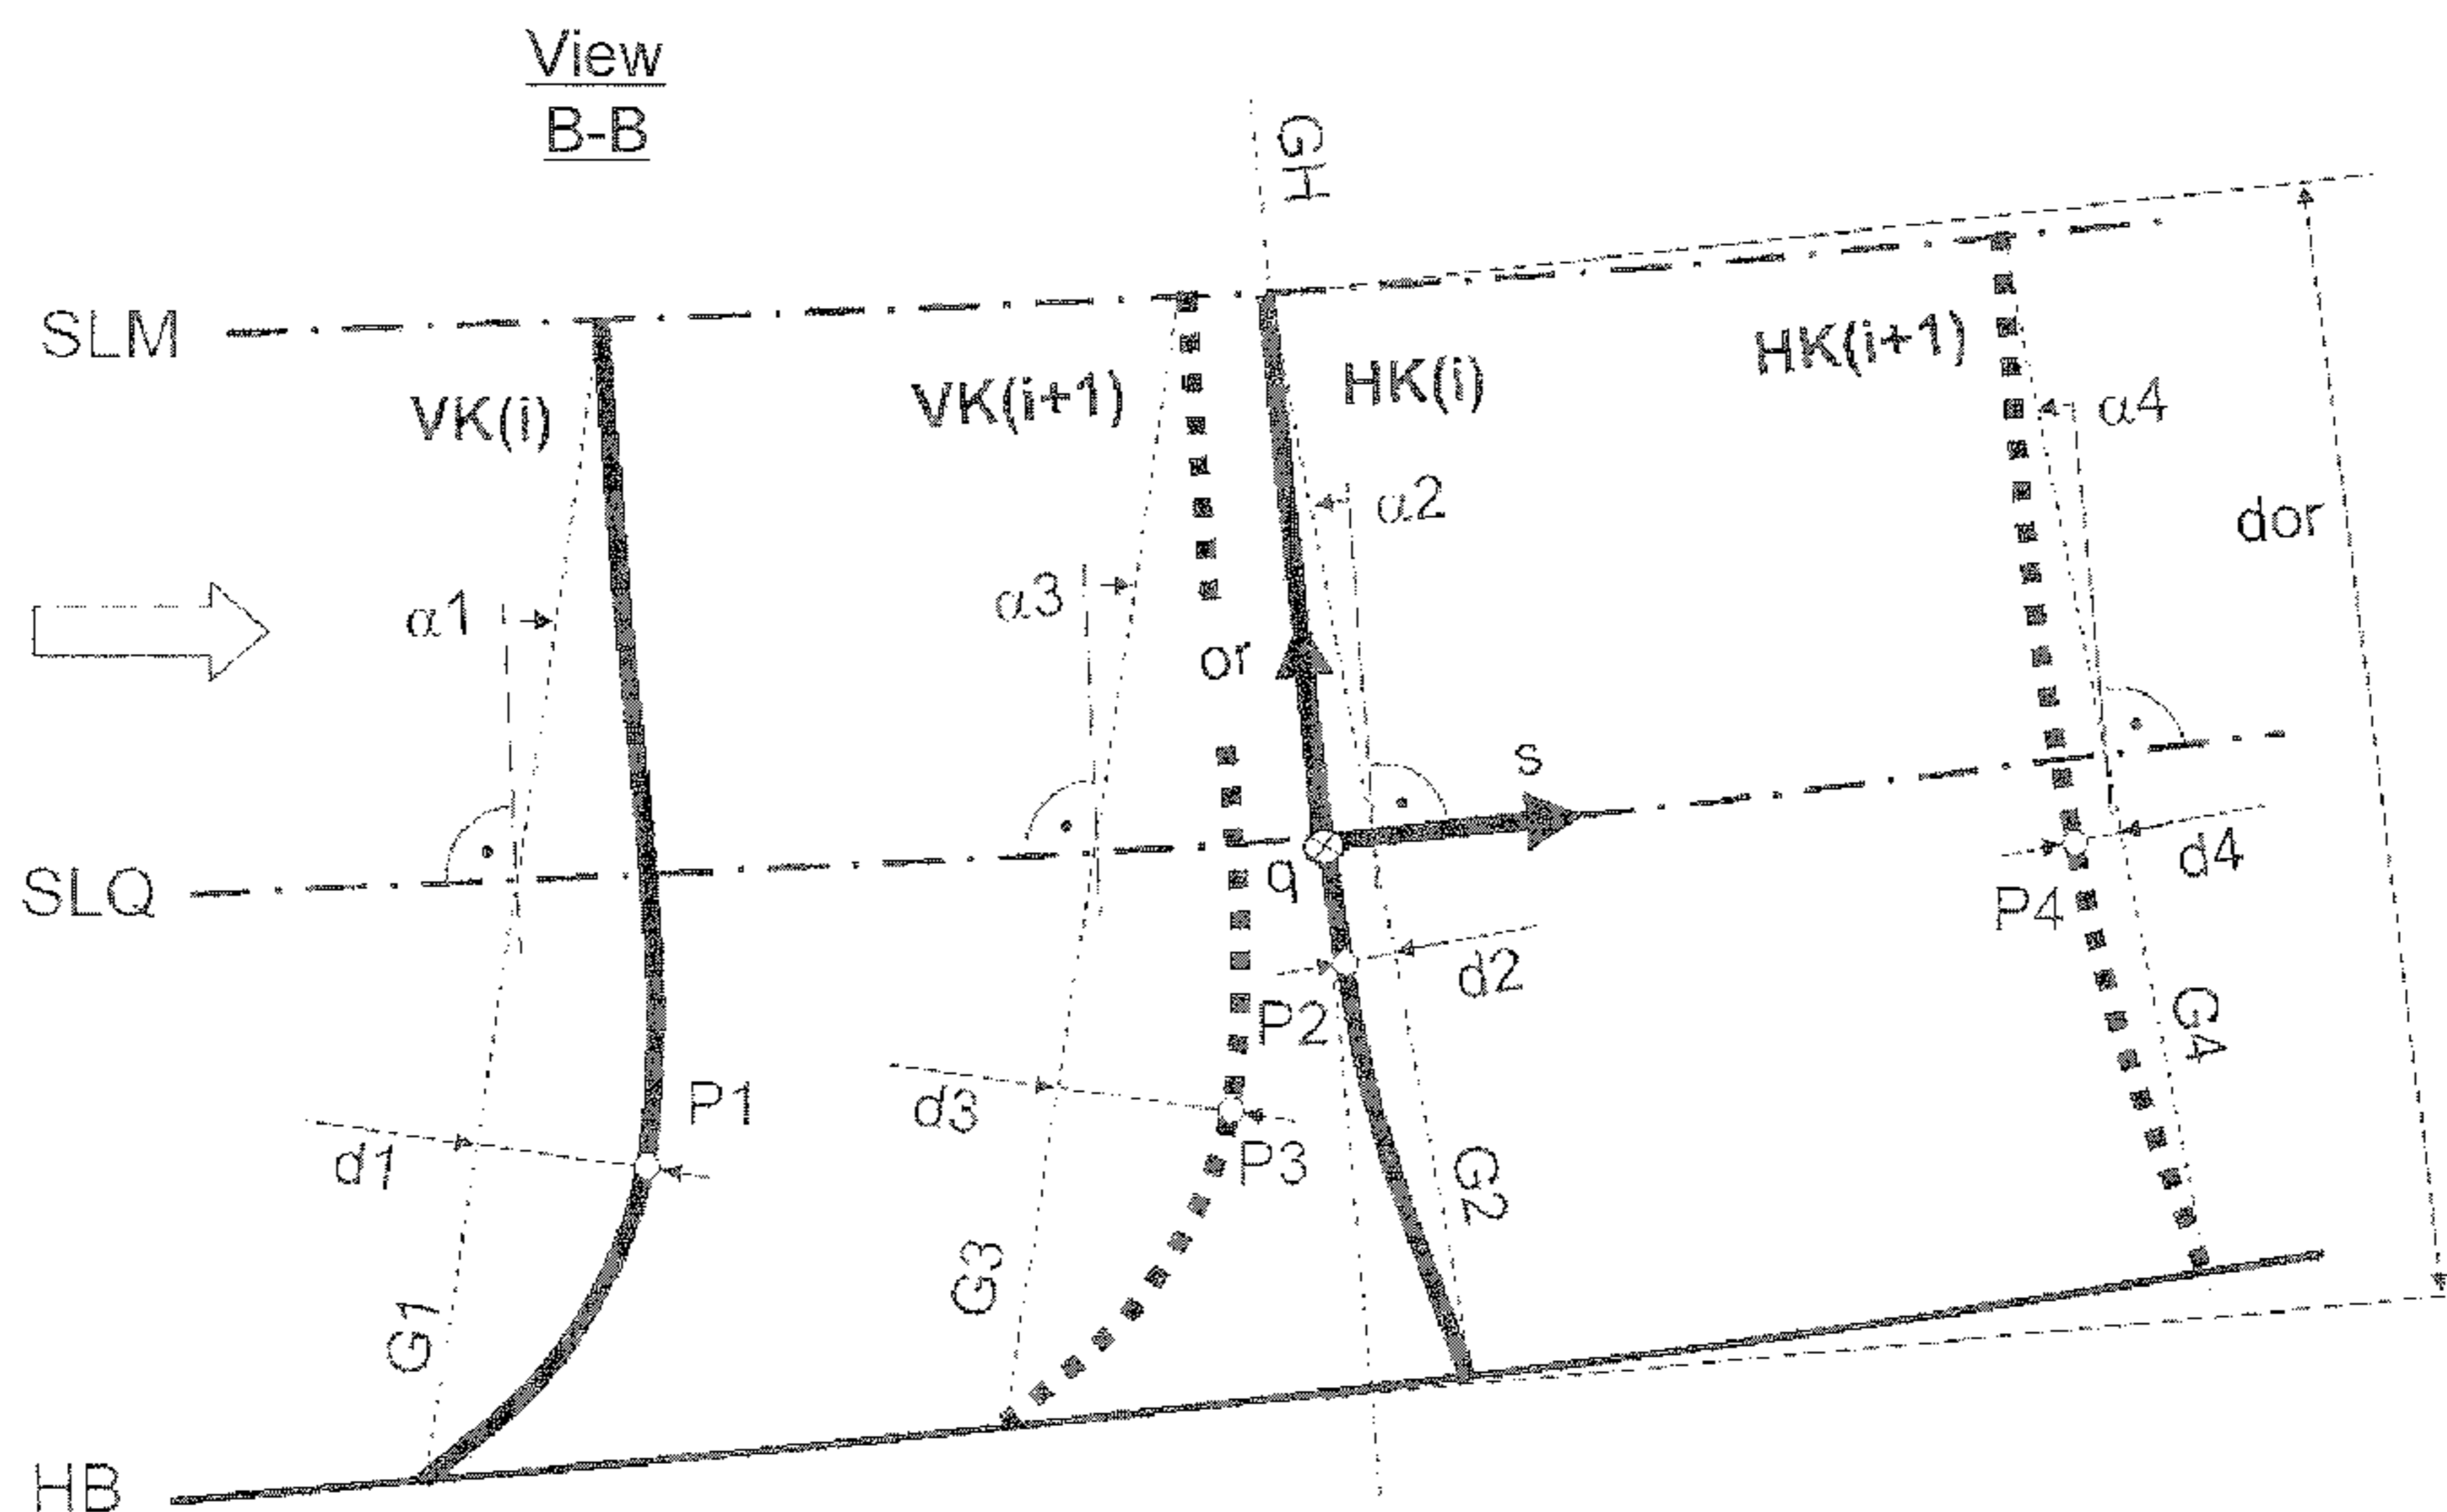 View
B-B
GH
SLM
VK(i)
VK(i+1)
HK(i)
HK(i+1)
α4
α2
dor
α1
α3
or
s
SLQ
q
d4
P4
d2
P2
G4
d3
P1
d1
P3
G2
G3
G1
HB